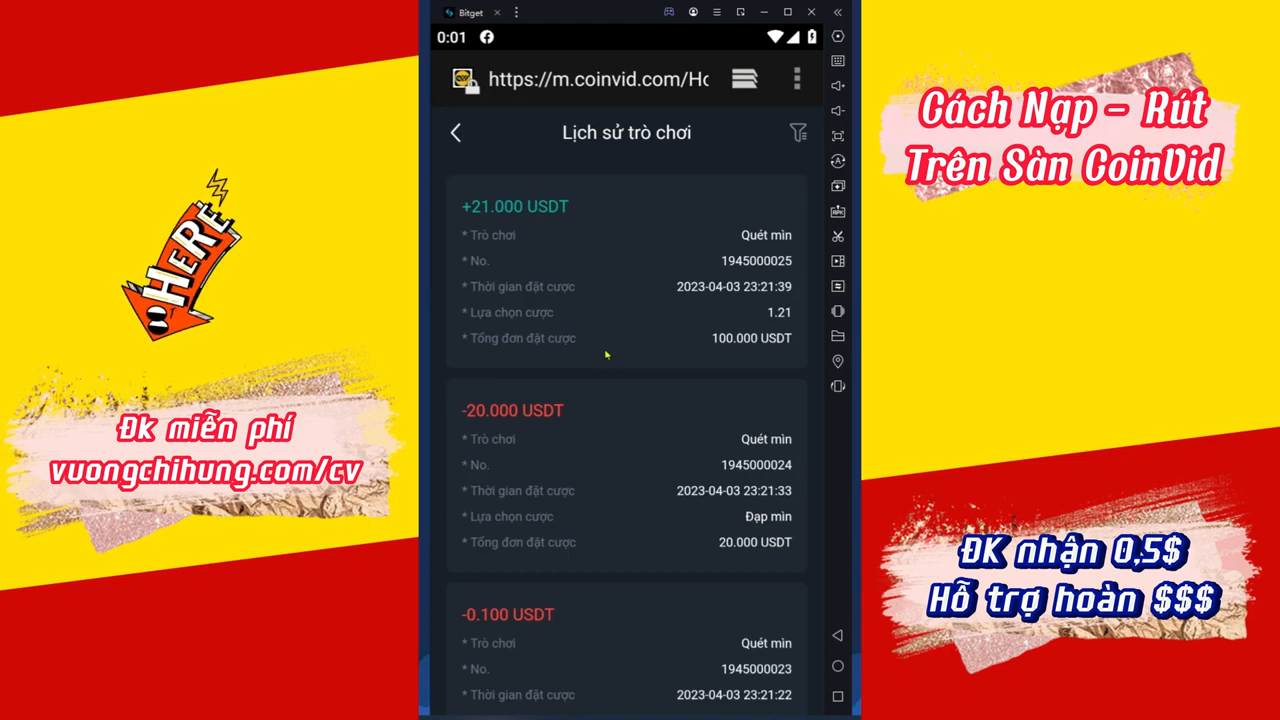 Bitget
0:01
https://m.coinvid.com/Hc
Lịch sử trò chơi
+21.000 USDT
* Trò chơi Quét mìn
* No. 1945000025
* Thời gian đặt cược 2023-04-03 23:21:39
* Lựa chọn cược 1.21
* Tổng đơn đặt cược 100.000 USDT
-20.000 USDT
* Trò chơi Quét mìn
* No. 1945000024
* Thời gian đặt cược 2023-04-03 23:21:33
* Lựa chọn cược Đạp mìn
* Tổng đơn đặt cược 20.000 USDT
-0.100 USDT
* Trò chơi Quét mìn
* No. 1945000023
* Thời gian đặt cược 2023-04-03 23:21:22
HERE
Đk miễn phí
vuongchihung.com/cv
Cách Nạp - Rút
Trên Sàn CoinVid
ĐK nhận 0,5$
Hỗ trợ hoàn $$$